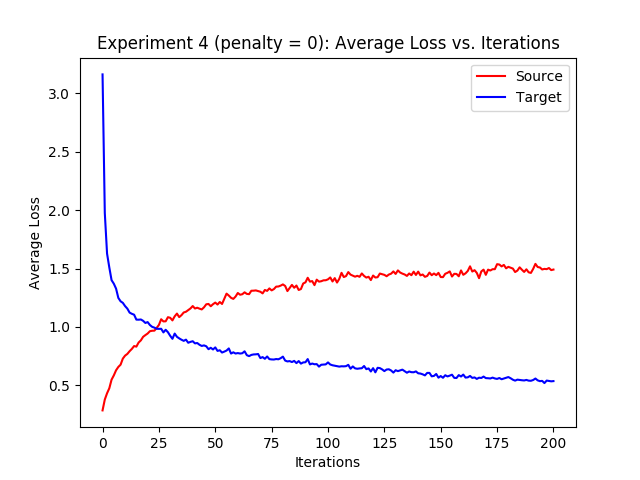 Experiment 4 (penalty = 0): Average Loss vs. Iterations
Source
Target
Average Loss
3.0
2.5
2.0
1.5
1.0
0.5
0 25 50 75 100 125 150 175 200
Iterations